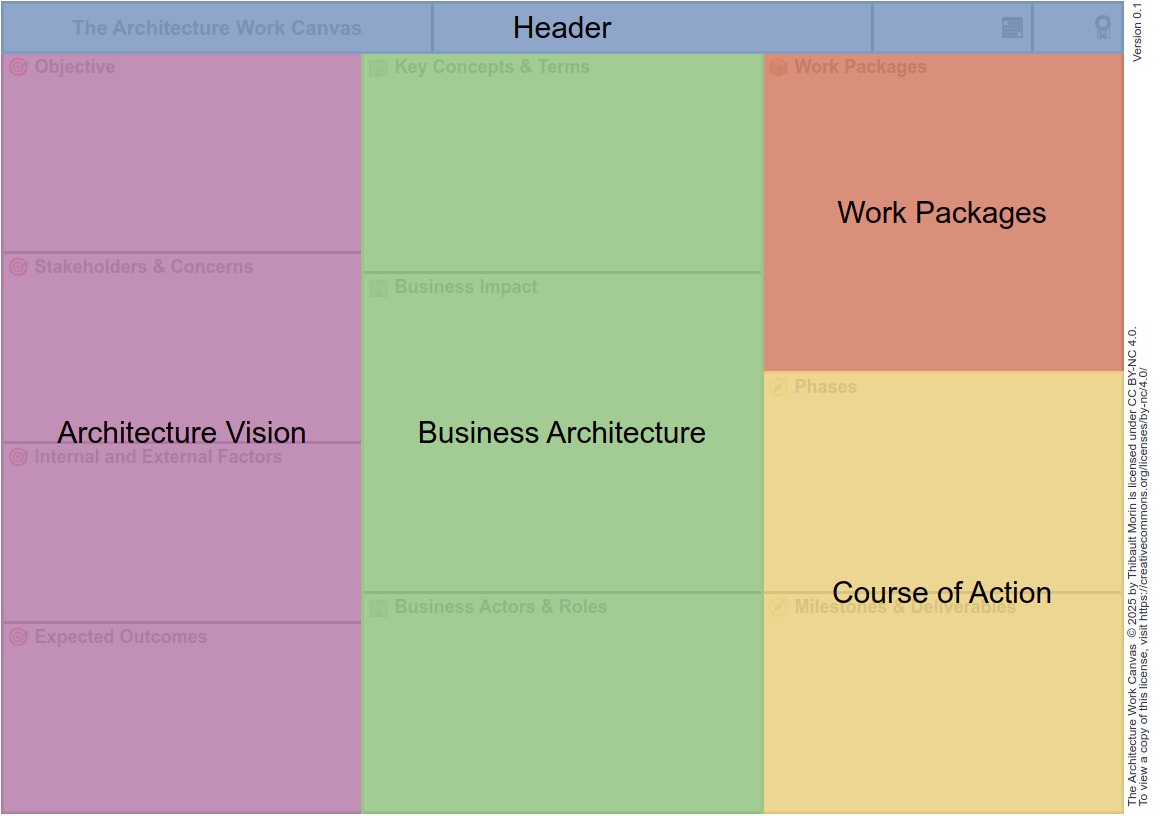 The Architecture Work Canvas
Header
Version 0.1
Objective
Key Concepts & Terms
Work Packages
Work Packages
Stakeholders & Concerns
Business Impact
Phases
Architecture Vision
Business Architecture
Internal and External Factors
Course of Action
Business Actors & Roles
Milestones & Deliverables
Expected Outcomes
The Architecture Work Canvas © 2025 by Thibault Morin is licensed under CC BY-NC 4.0.
To view a copy of this license, visit https://creativecommons.org/licenses/by-nc/4.0/